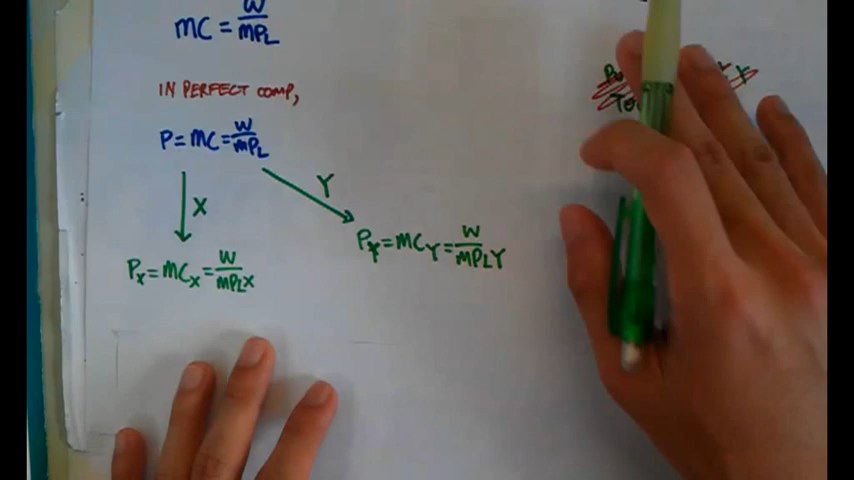 MC = W/MPL
IN PERFECT COMP,
P = MC = W/MPL
X
Y
Px = MCx = W/MPLX
PY = MCY = W/MPLY